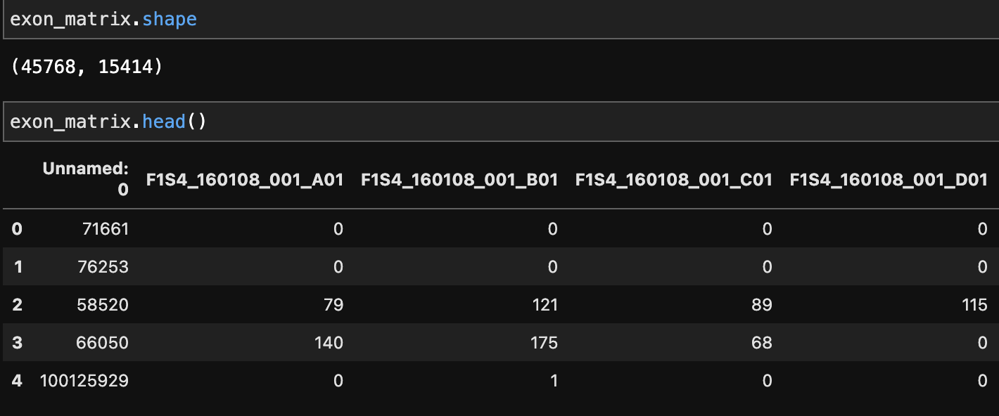 exon_matrix.shape
(45768, 15414)
exon_matrix.head()
Unnamed: 0 F1S4_160108_001_A01 F1S4_160108_001_B01 F1S4_160108_001_C01 F1S4_160108_001_D01
0 71661 0 0 0 0
1 76253 0 0 0 0
2 58520 79 121 89 115
3 66050 140 175 68 0
4 100125929 0 1 0 0